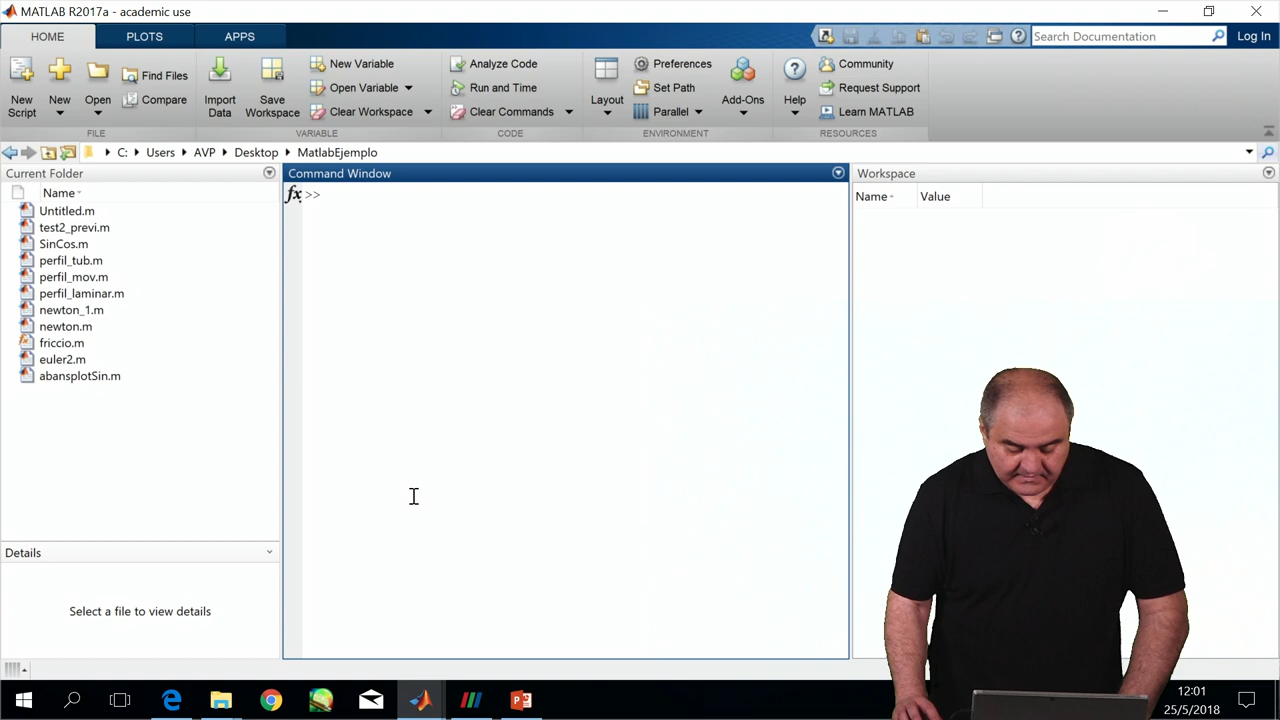 MATLAB R2017a - academic use
HOME PLOTS APPS
Search Documentation Log In
New Script
New
Open
Find Files
Compare
FILE
Import Data
Save Workspace
New Variable
Open Variable
Clear Workspace
VARIABLE
Analyze Code
Run and Time
Clear Commands
CODE
Layout
Preferences
Set Path
Parallel
Add-Ons
ENVIRONMENT
Help
Community
Request Support
Learn MATLAB
RESOURCES
C: Users AVP Desktop MatlabEjemplo
Current Folder
Name
Untitled.m
test2_previ.m
SinCos.m
perfil_tub.m
perfil_mov.m
perfil_laminar.m
newton_1.m
newton.m
friccio.m
euler2.m
abansplotSin.m
Details
Select a file to view details
Command Window
fx >>
Workspace
Name Value
12:01
25/5/2018